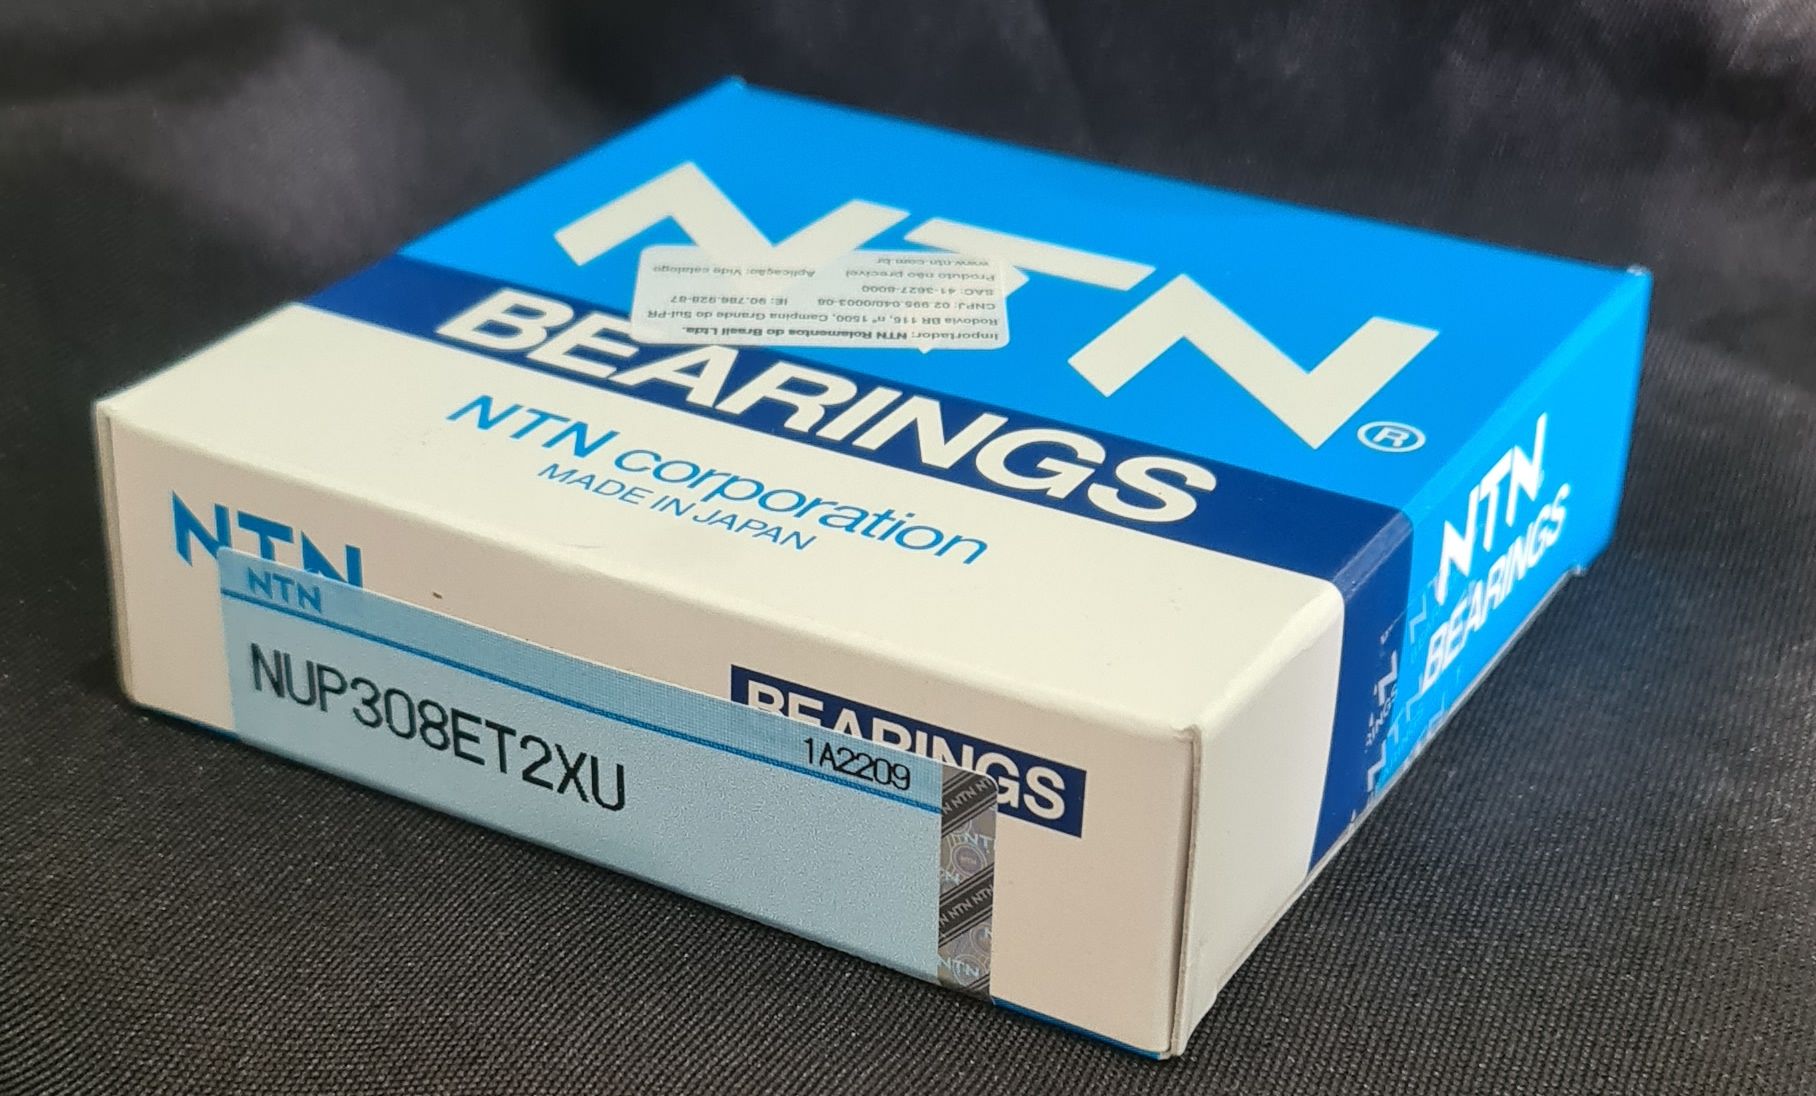 NTN
®
Importador: NTN Rolamentos do Brasil Ltda.
Rodovia BR 116, nº 1500, Campina Grande do Sul-PR
CNPJ: 02.995.040/0003-06 IE: 90.786.928-87
SAC: 41-3627-8000
Produto não precível Aplicação: Vide catálogo
www.ntn.com.br
BEARINGS
NTN corporation
MADE IN JAPAN
NTN
NTN
NUP308ET2XU
1A2209
BEARINGS
NTN
BEARINGS